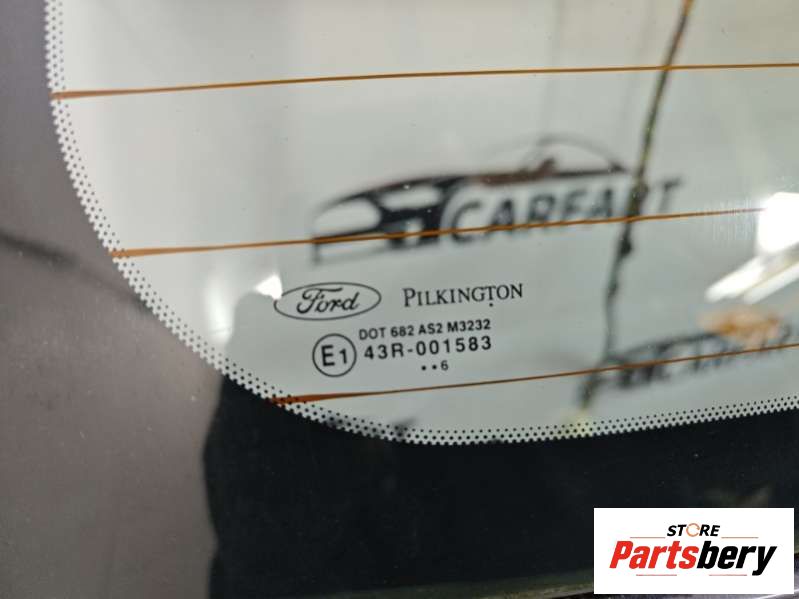 CARFART
Ford PILKINGTON
DOT 682 AS2 M3232
E1 43R-001583
••6
STORE
Partsbery